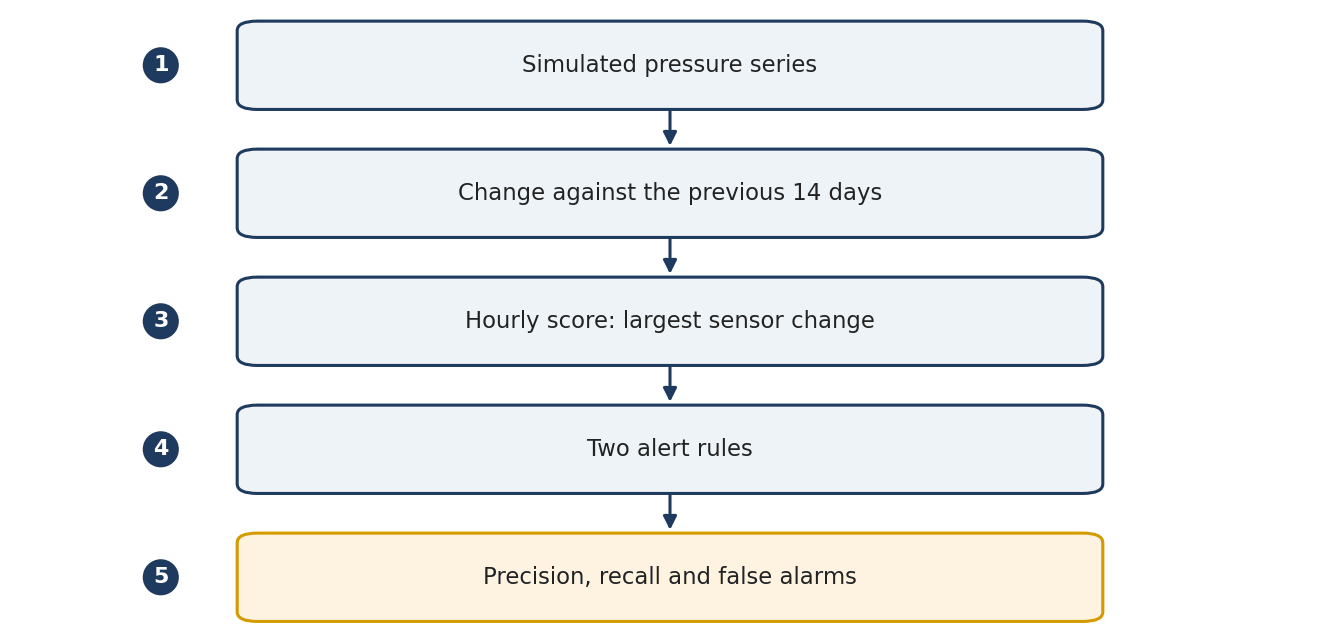 1
Simulated pressure series
2
Change against the previous 14 days
3
Hourly score: largest sensor change
4
Two alert rules
5
Precision, recall and false alarms